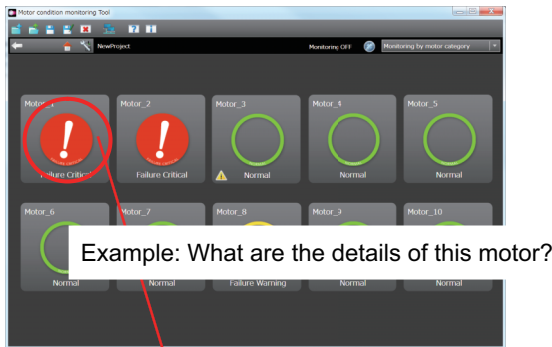 Motor condition monitoring Tool
NewProject
Monitoring OFF
Monitoring by motor category
Motor_1
Motor_2
Motor_3
Motor_4
Motor_5
Failure Critical
Failure Critical
Normal
Normal
Normal
Motor_6
Motor_7
Motor_8
Motor_9
Motor_10
Example: What are the details of this motor?
Normal
Normal
Failure Warning
Normal
Normal